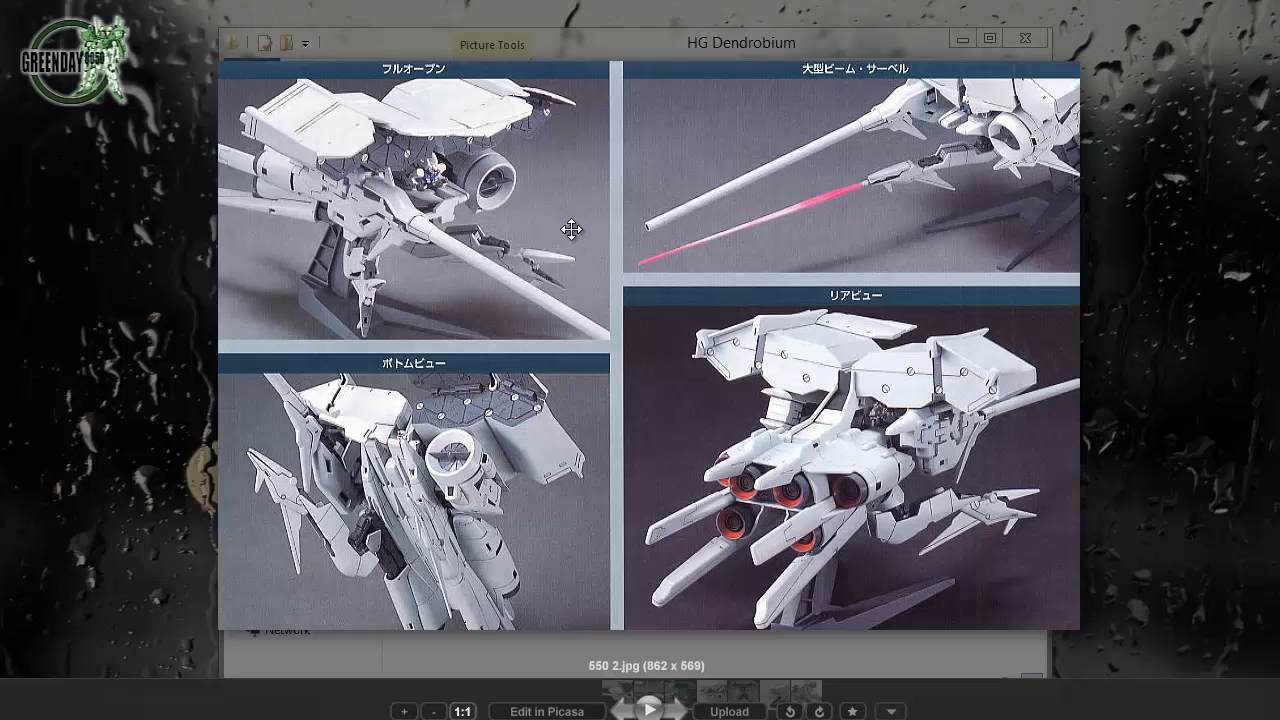 GREENDAY
Picture Tools
HG Dendrobium
フルオープン
大型ビーム・サーベル
リアビュー
ボトムビュー
Network
550 2.jpg (862 x 569)
+
-
1:1
Edit in Picasa
Upload